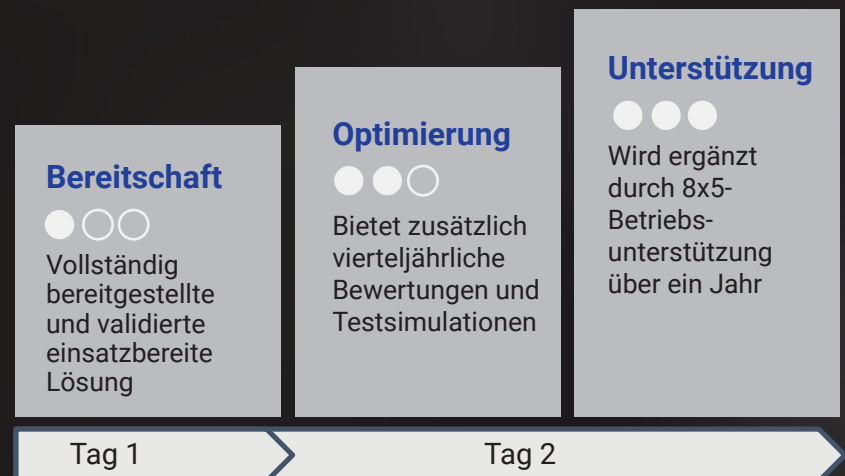 Bereitschaft
Vollständig
bereitgestellte
und validierte
einsatzbereite
Lösung
Optimierung
Bietet zusätzlich
vierteljährliche
Bewertungen und
Testsimulationen
Unterstützung
Wird ergänzt
durch 8x5-
Betriebs-
unterstützung
über ein Jahr
Tag 1
Tag 2